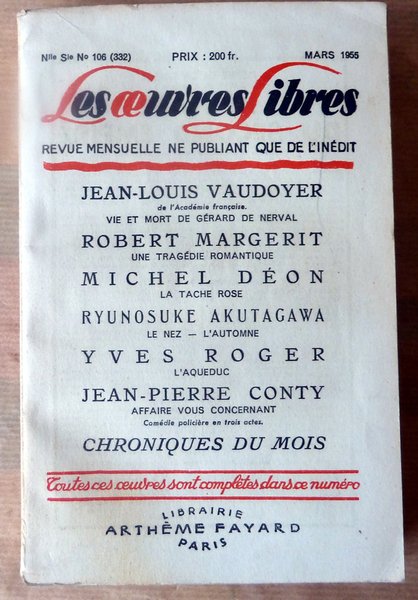 Nlle Sie No 106 (332) PRIX : 200 fr. MARS 1955
Les œuvres Libres
REVUE MENSUELLE NE PUBLIANT QUE DE L'INÉDIT
JEAN-LOUIS VAUDOYER
de l'Académie française.
VIE ET MORT DE GÉRARD DE NERVAL
ROBERT MARGERIT
UNE TRAGÉDIE ROMANTIQUE
MICHEL DÉON
LA TACHE ROSE
RYUNOSUKE AKUTAGAWA
LE NEZ — L'AUTOMNE
YVES ROGER
L'AQUEDUC
JEAN-PIERRE CONTY
AFFAIRE VOUS CONCERNANT
Comédie policière en trois actes.
CHRONIQUES DU MOIS
Toutes ces œuvres sont complètes dans ce numéro
LIBRAIRIE
ARTHÈME FAYARD
PARIS